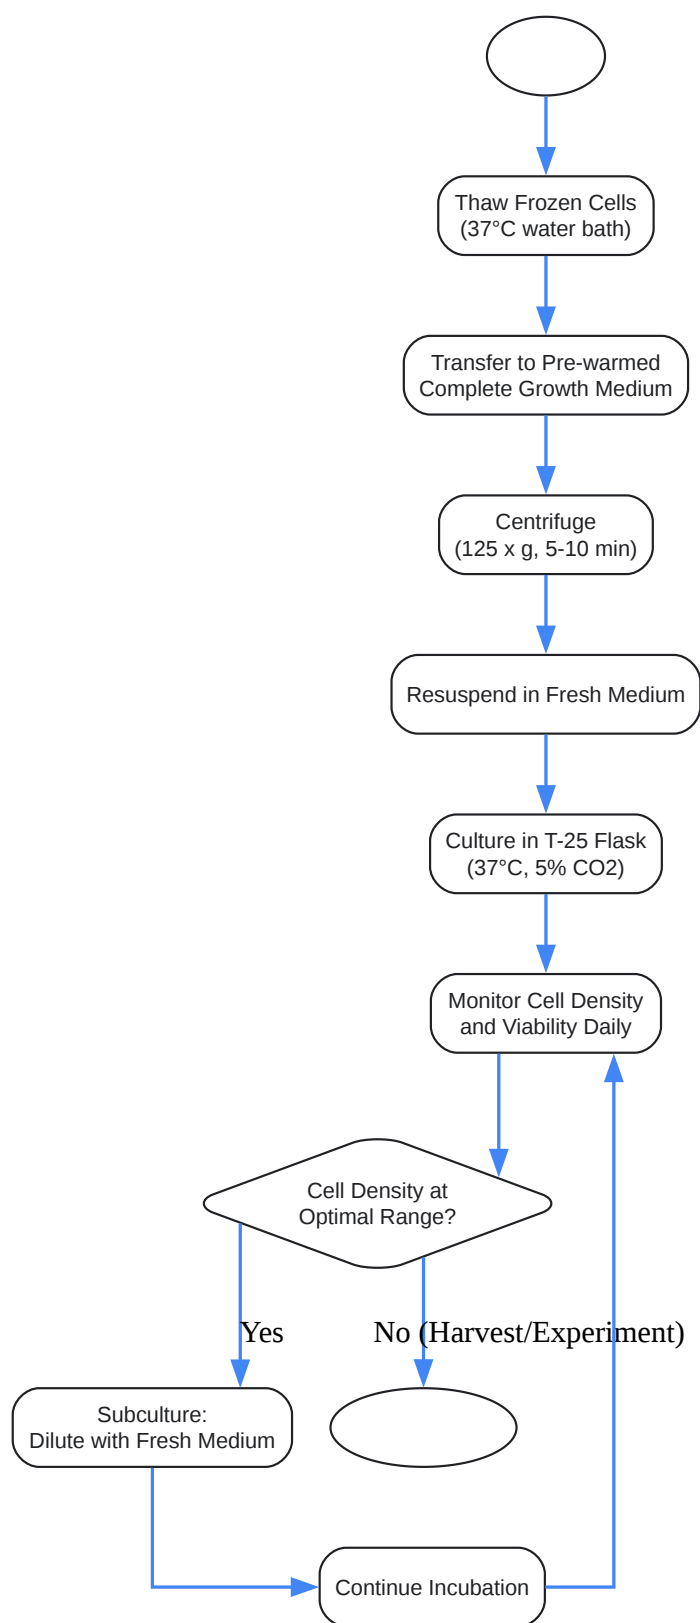 Thaw Frozen Cells
(37°C water bath)
Transfer to Pre-warmed
Complete Growth Medium
Centrifuge
(125 x g, 5-10 min)
Resuspend in Fresh Medium
Culture in T-25 Flask
(37°C, 5% CO2)
Monitor Cell Density
and Viability Daily
Cell Density at
Optimal Range?
Yes
No (Harvest/Experiment)
Subculture:
Dilute with Fresh Medium
Continue Incubation